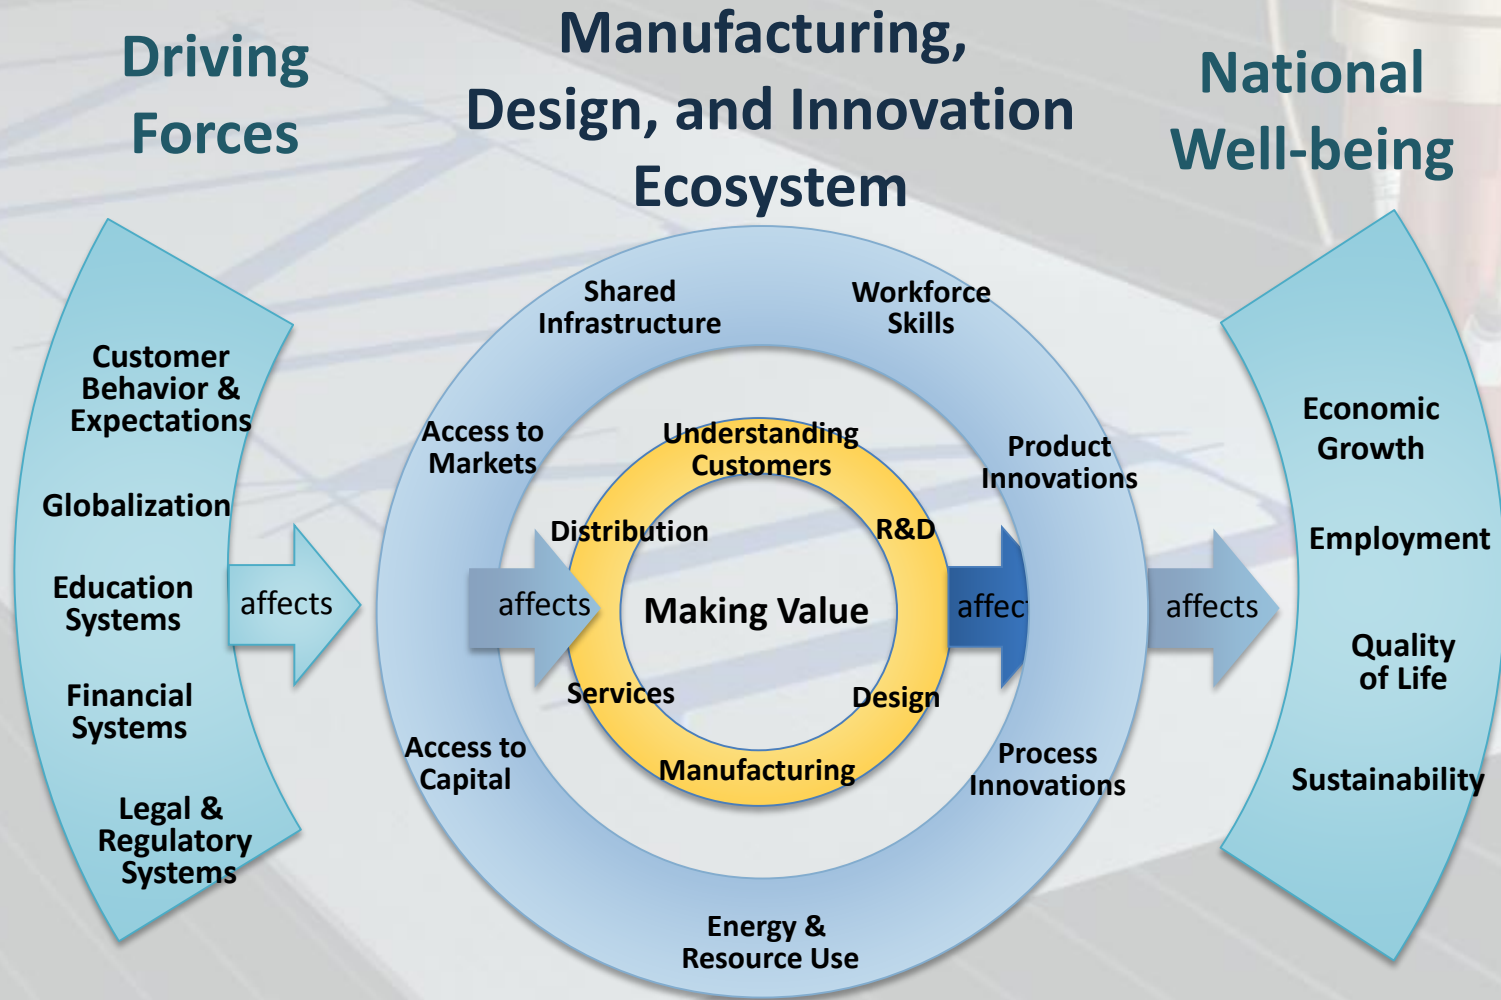 Driving
Forces
Manufacturing,
Design, and Innovation
Ecosystem
National
Well-being
Customer
Behavior &
Expectations
Globalization
Education
Systems
Financial
Systems
Legal &
Regulatory
Systems
affects
Shared
Infrastructure
Workforce
Skills
Access to
Markets
Product
Innovations
Access to
Capital
Process
Innovations
Energy &
Resource Use
affects
Understanding
Customers
Distribution
R&D
Making Value
Services
Design
Manufacturing
affec
affects
Economic
Growth
Employment
Quality
of Life
Sustainability